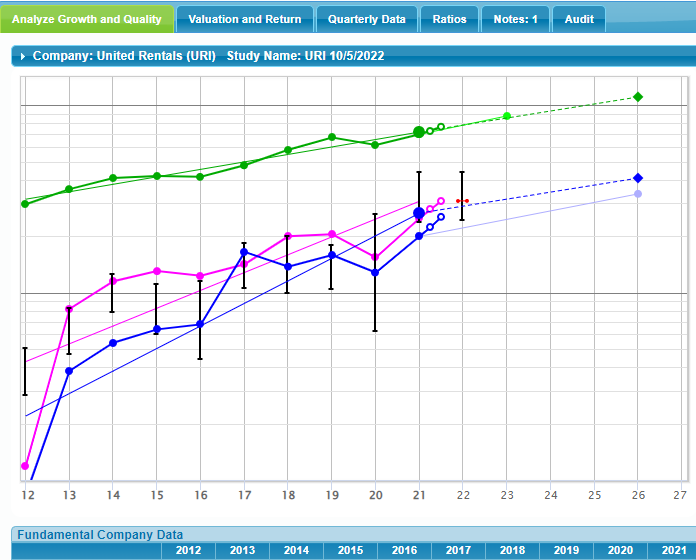 Analyze Growth and Quality Valuation and Return Quarterly Data Ratios Notes: 1 Audit
Company: United Rentals (URI) Study Name: URI 10/5/2022
12 13 14 15 16 17 18 19 20 21 22 23 24 25 26 27
Fundamental Company Data
2012 2013 2014 2015 2016 2017 2018 2019 2020 2021